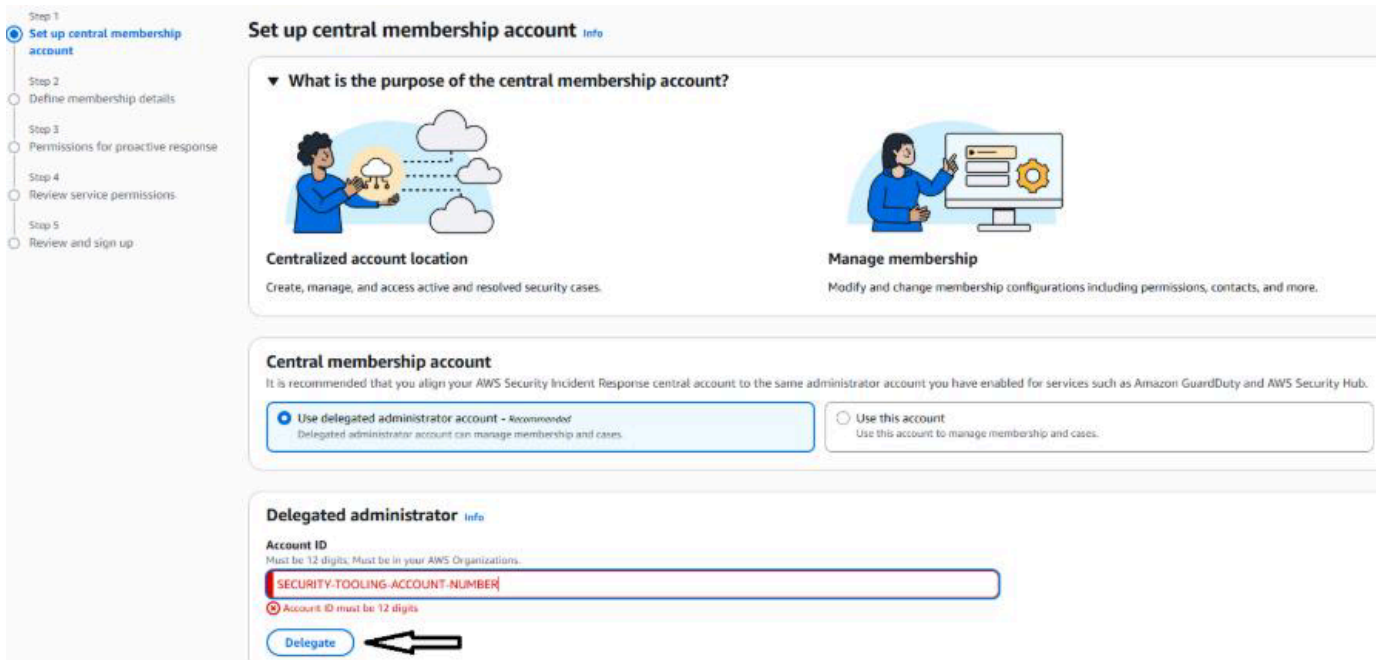 Step 1
Set up central membership
account
Step 2
Define membership details
Step 3
Permissions for proactive response
Step 4
Review service permissions
Step 5
Review and sign up
Set up central membership account Info
▼ What is the purpose of the central membership account?
Centralized account location
Create, manage, and access active and resolved security cases.
Manage membership
Modify and change membership configurations including permissions, contacts, and more.
Central membership account
It is recommended that you align your AWS Security Incident Response central account to the same administrator account you have enabled for services such as Amazon GuardDuty and AWS Security Hub.
Use delegated administrator account - Recommended
Delegated administrator account can manage membership and cases.
Use this account
Use this account to manage membership and cases.
Delegated administrator Info
Account ID
Must be 12 digits; Must be in your AWS Organizations.
SECURITY-TOOLING-ACCOUNT-NUMBER
Account ID must be 12 digits
Delegate